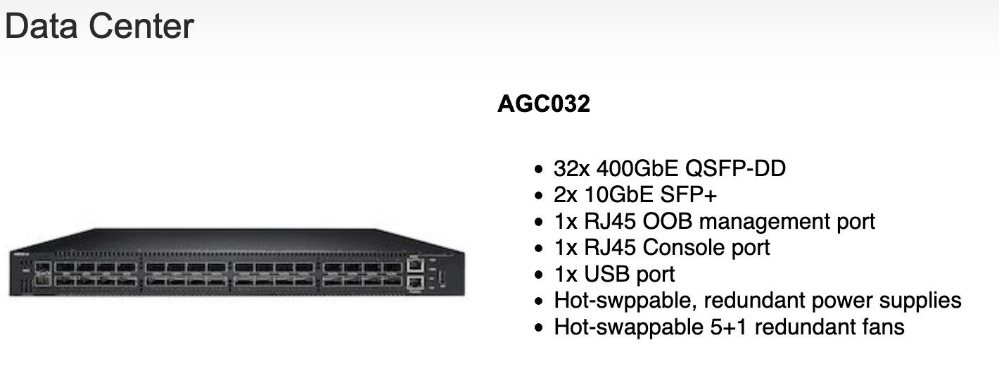 Data Center
AGC032
• 32x 400GbE QSFP-DD
• 2x 10GbE SFP+
• 1x RJ45 OOB management port
• 1x RJ45 Console port
• 1x USB port
• Hot-swppable, redundant power supplies
• Hot-swappable 5+1 redundant fans